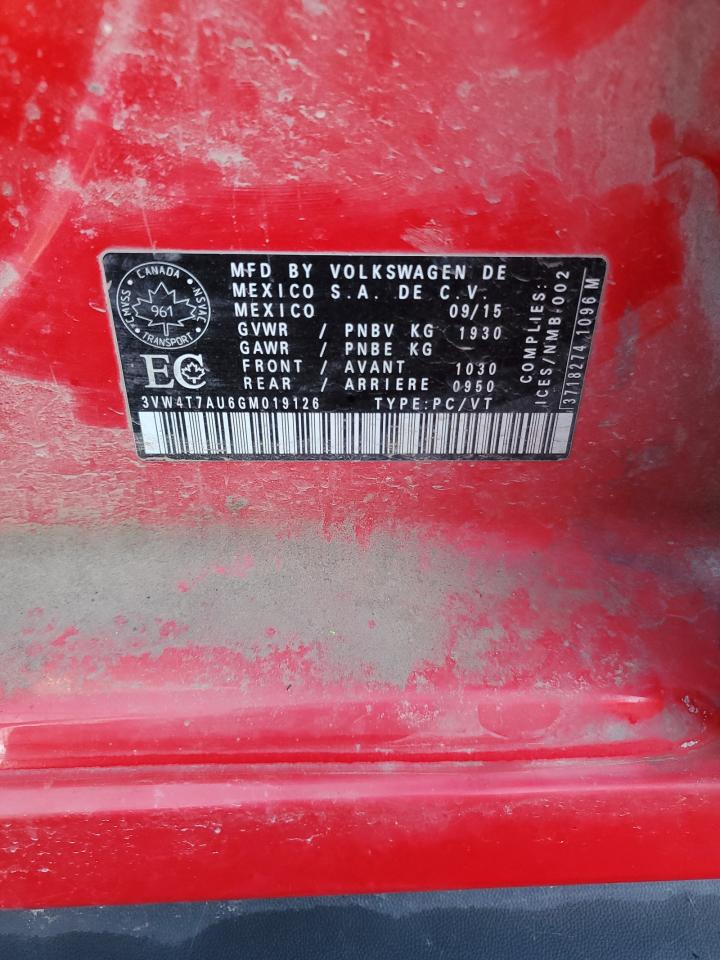 CANADA
CMVSS NSVAC
961
TRANSPORT
EC
MFD BY VOLKSWAGEN DE
MEXICO S.A. DE C.V.
MEXICO 09/15
GVWR / PNBV KG 1930
GAWR / PNBE KG
FRONT / AVANT 1030
REAR / ARRIERE 0950
3VW4T7AU6GM019126 TYPE:PC/VT
COMPLIES:
ICES/NMB-002
3718274 1096 M